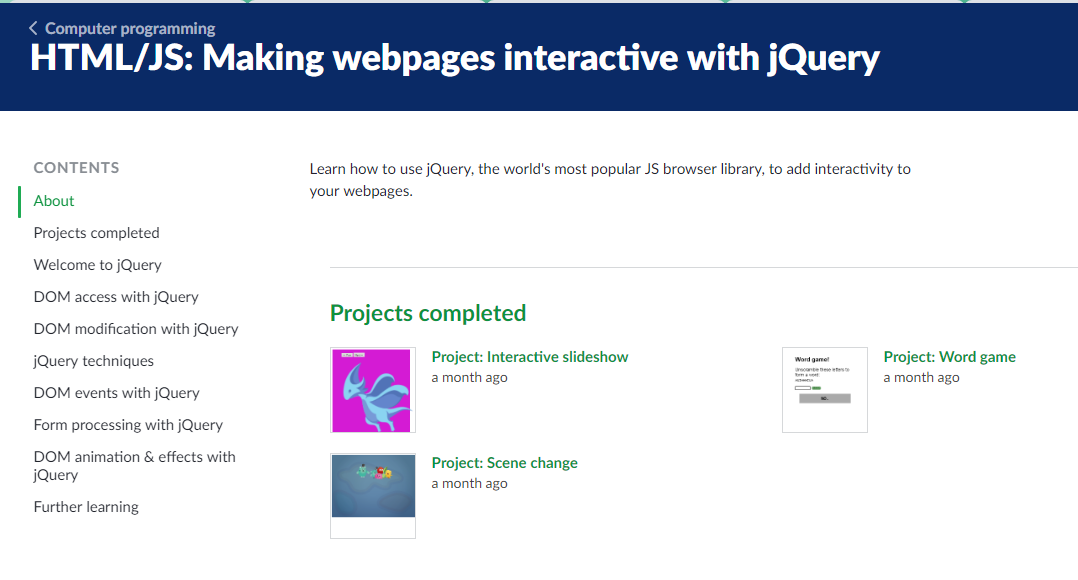 Computer programming
HTML/JS: Making webpages interactive with jQuery
CONTENTS
About
Projects completed
Welcome to jQuery
DOM access with jQuery
DOM modification with jQuery
jQuery techniques
DOM events with jQuery
Form processing with jQuery
DOM animation & effects with
jQuery
Further learning
Learn how to use jQuery, the world's most popular JS browser library, to add interactivity to
your webpages.
Projects completed
Project: Interactive slideshow
a month ago
Word game!
Unscramble these letters to
form a word:
Project: Word game
a month ago
Project: Scene change
a month ago